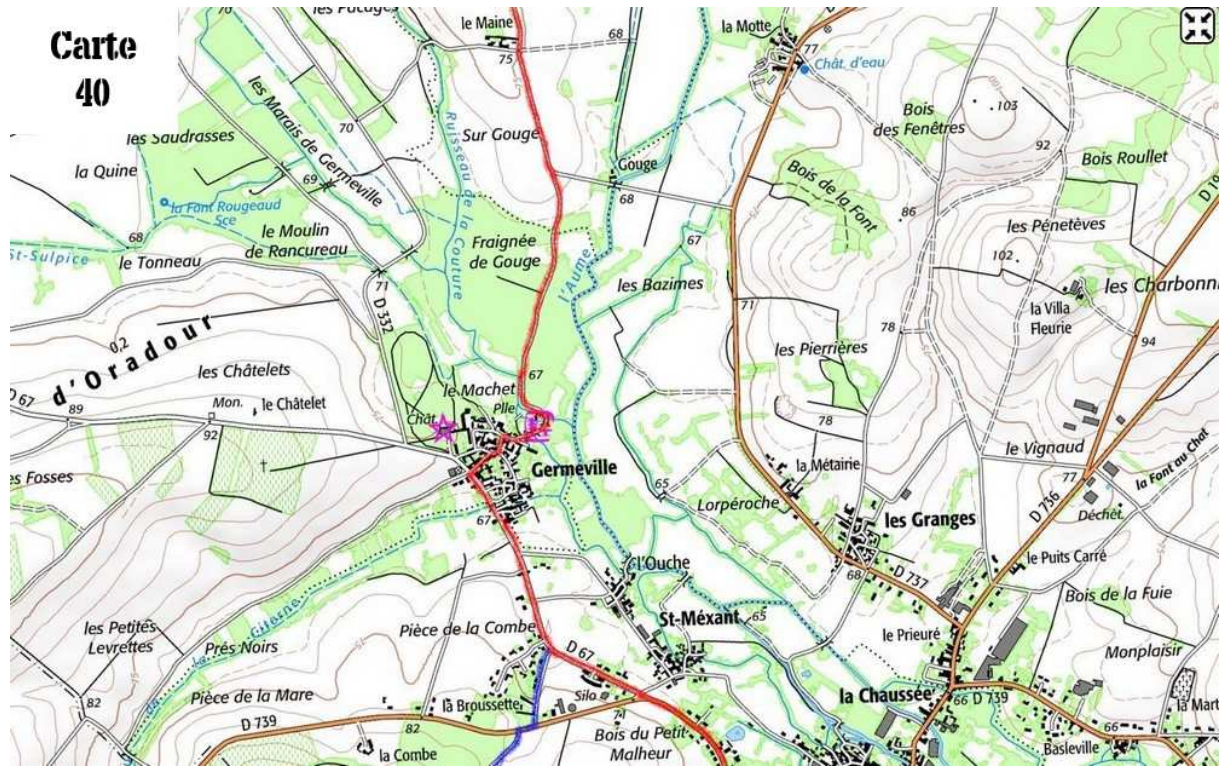 Carte
40
les Pacages
le Maine
75
68
la Motte
77
Chât. d'eau
les Saudrasses
70
les Marais de Germeville
Ruisseau de la Couture
Sur Gouge
Gouge
68
Bois
des Fenêtres
103
92
Bois Roullet
la Quine
69
la Font Rougeaud
Sce
Bois de la Font
86
68
le Moulin
de Rancureau
Fraignée
de Gouge
l'Aume
67
les Pénetèves
St-Sulpice
le Tonneau
71
les Bazimes
102
les Charbonni
la Villa
Fleurie
D 332
71
78
94
0,2
d'Oradour
les Châtelets
les Pierrières
D 67
89
Mon.
le Châtelet
92
le Machet
67
Chât.
Plle
78
le Vignaud
77
la Font au Chat
es Fosses
Germeville
la Métairie
65
Lorpéroche
les Granges
D 736
Déchèt.
67
l'Ouche
68
D 737
le Puits Carré
Bois de la Fuie
les Petites
Levrettes
Prés Noirs
Pièce de la Combe
St-Méxant
65
le Prieuré
Monplaisir
D 67
82
Pièce de la Mare
la Broussette
Silo
71
la Chaussée
66
D 739
la Mart
D 739
82
la Combe
Bois du Petit
Malheur
66
Basleville